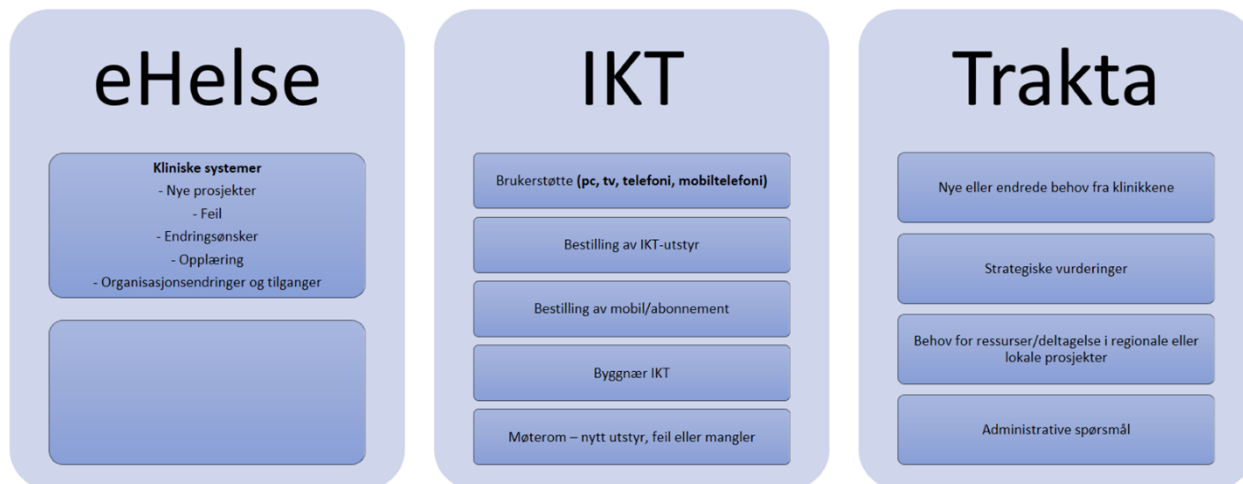 eHelse
Kliniske systemer
- Nye prosjekter
- Feil
- Endringsønsker
- Opplæring
- Organisasjonsendringer og tilganger
IKT
Brukerstøtte (pc, tv, telefoni, mobiltelefoni)
Bestilling av IKT-utstyr
Bestilling av mobil/abonnement
Byggnær IKT
Møterom – nytt utstyr, feil eller mangler
Trakta
Nye eller endrede behov fra klinikkene
Strategiske vurderinger
Behov for ressurser/deltagelse i regionale eller
lokale prosjekter
Administrative spørsmål